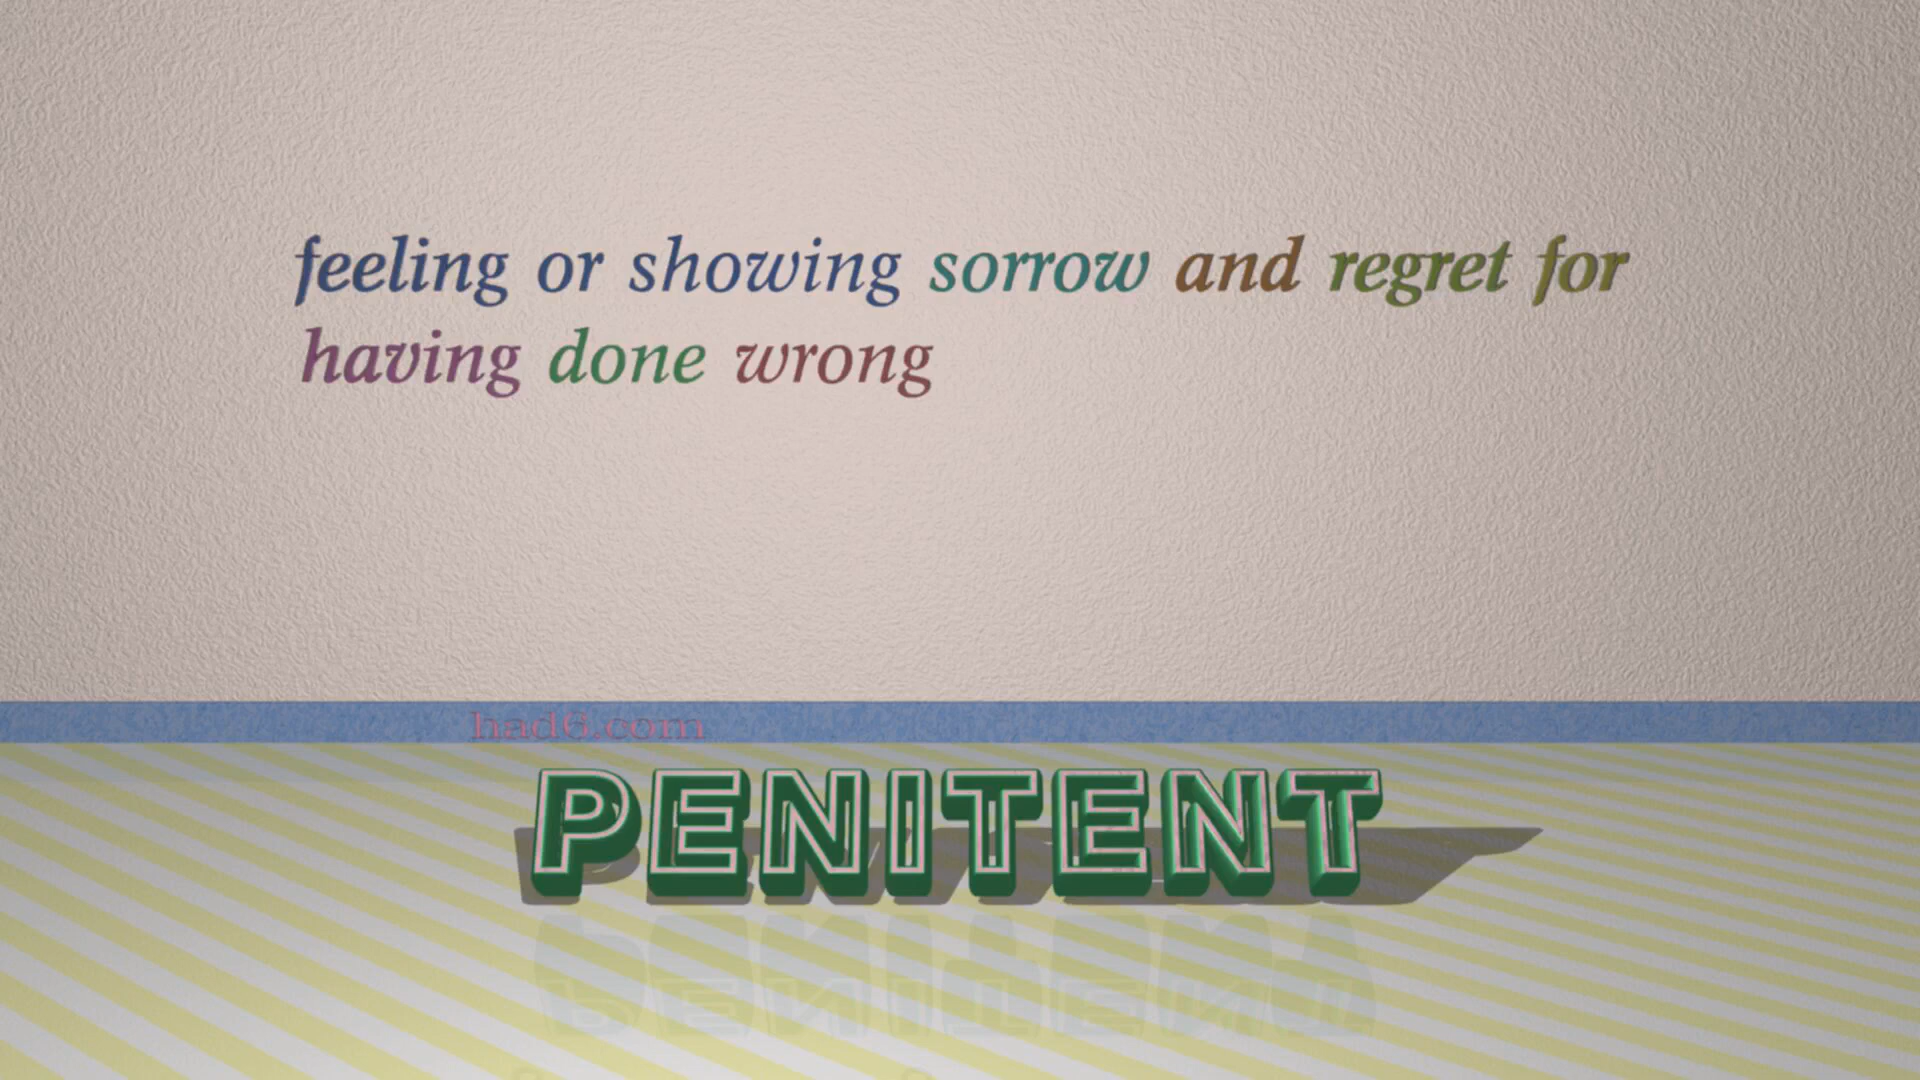 feeling or showing sorrow and regret for
having done wrong
had6.com
PENITENT